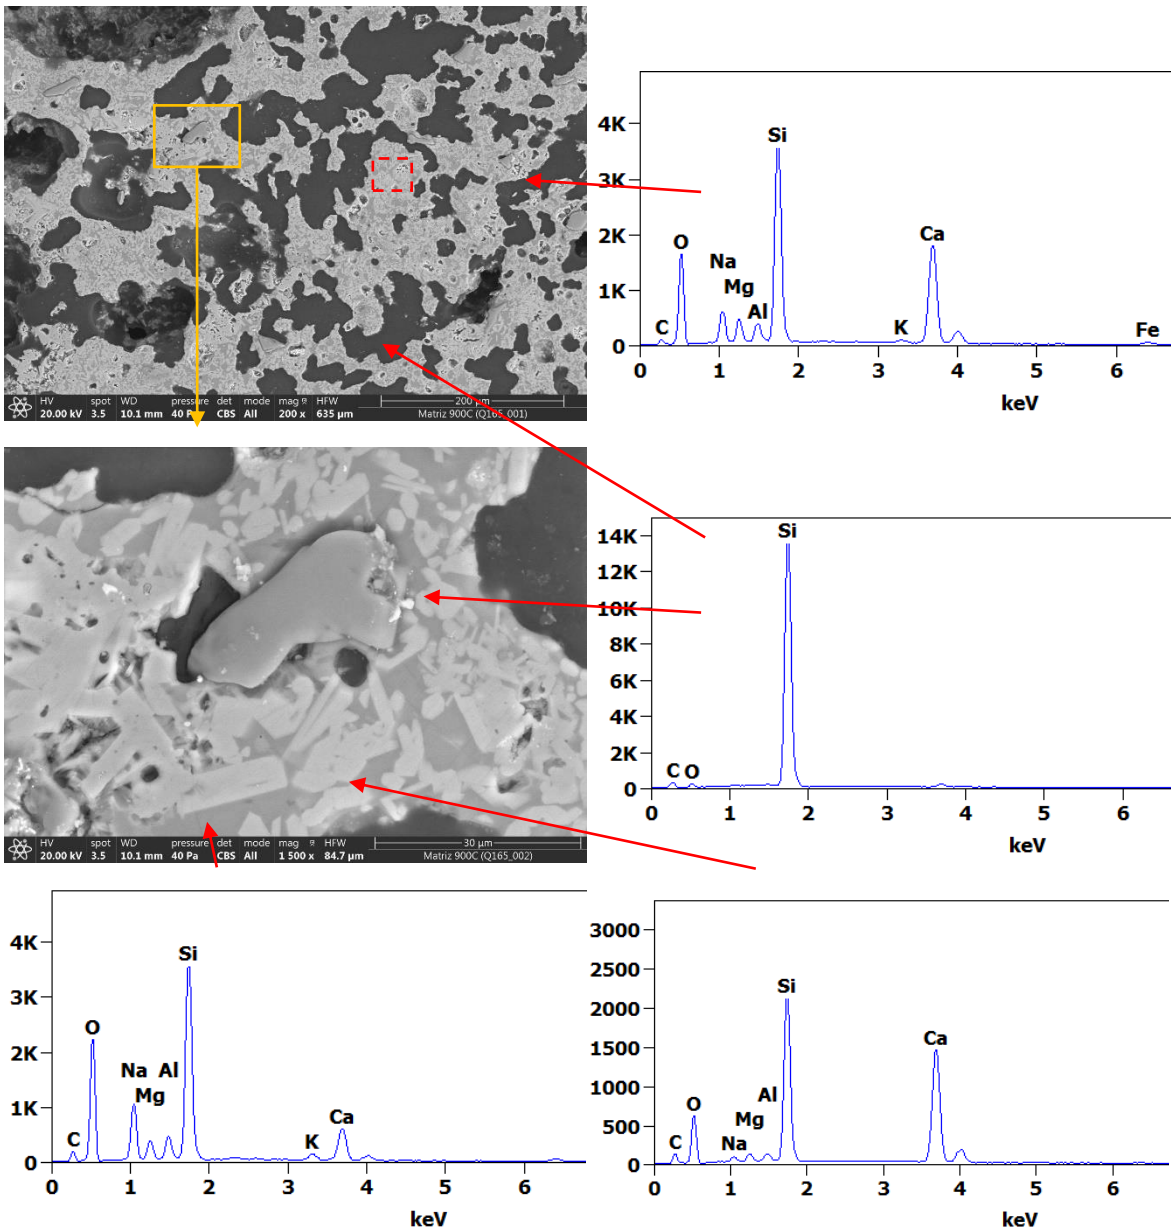 HV spot WD pressure det mode mag HFW 200 µm
20.00 kV 3.5 10.1 mm 40 Pa CBS All 200 x 635 µm Matriz 900C (Q165_001)
4K
3K
2K
1K
0
Si
O
Na
Mg
Al
C
K
Ca
Fe
0 1 2 3 4 5 6
keV
HV spot WD pressure det mode mag HFW 30 µm
20.00 kV 3.5 10.1 mm 40 Pa CBS All 1 500 x 84.7 µm Matriz 900C (Q165_002)
14K
12K
10K
8K
6K
4K
2K
0
Si
C O
0 1 2 3 4 5 6
keV
4K
3K
2K
1K
0
Si
O
Na Al
Mg
C
K
Ca
0 1 2 3 4 5 6
keV
3000
2500
2000
1500
1000
500
0
Si
Ca
O
Al
Mg
C Na
0 1 2 3 4 5 6
keV